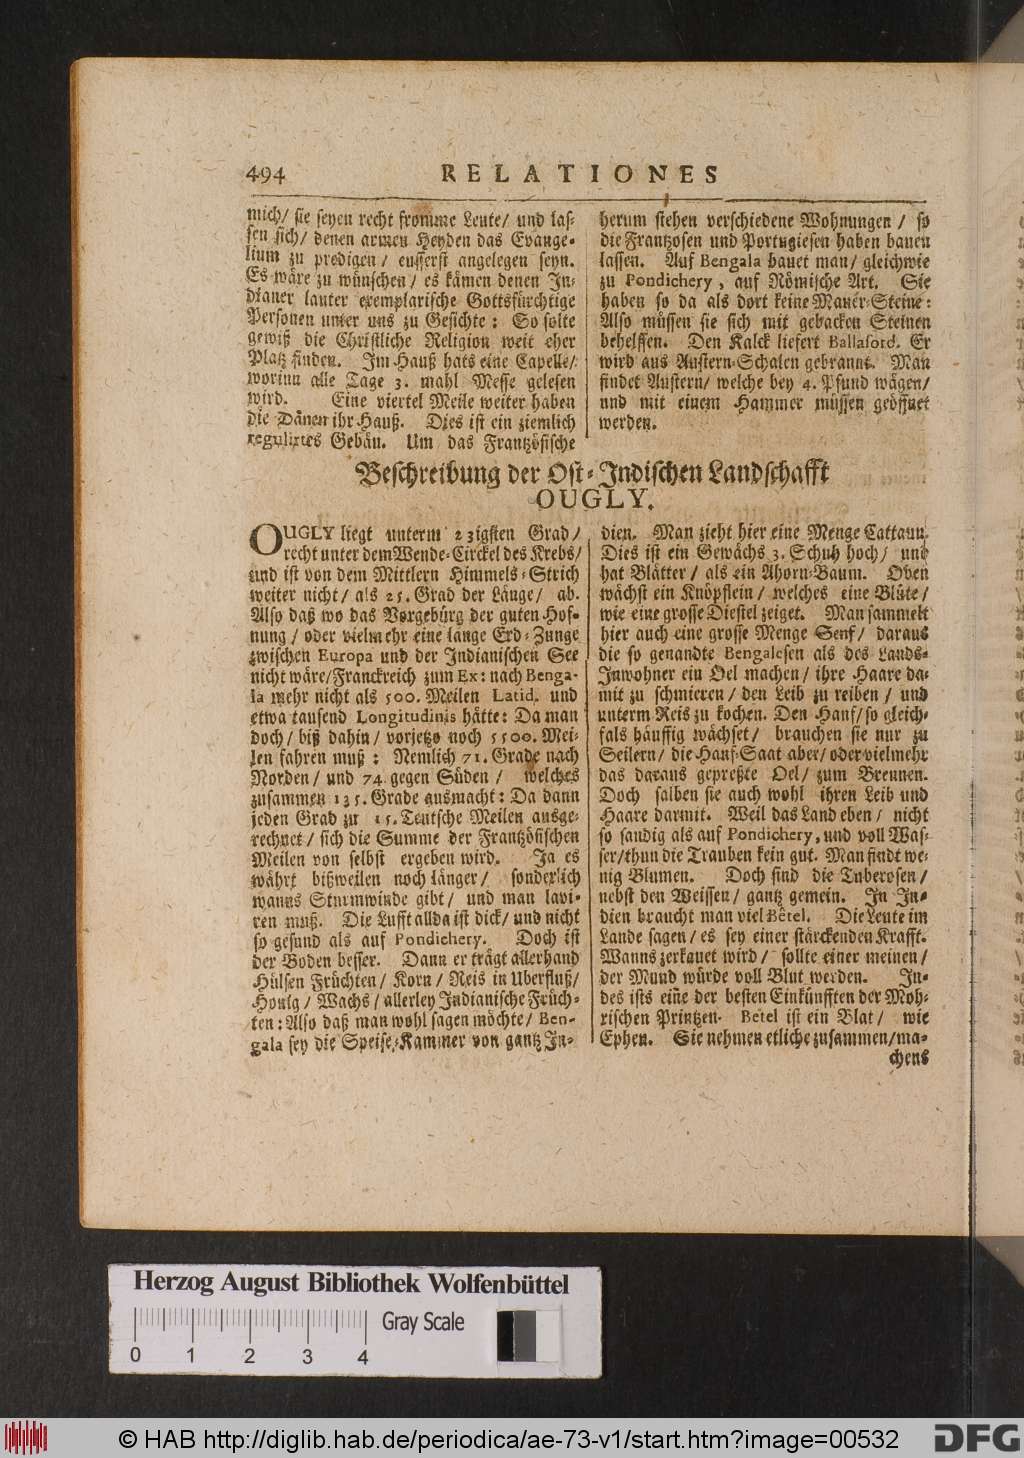 494 RELATIONES
mich/ sie seyen recht fromme Leute/ und las-
sen sich/ denen armen Heyden das Evange-
lium zu predigen/ eusserst angelegen seyn.
Es wäre zu wünschen/ es kämen denen In-
dianer lauter exemplarische Gottsfürchtige
Personen unter uns zu Gesichte: So solte
gewiß die Christliche Religion weit eher
Platz finden. Im Hauß hats eine Capelle/
worinn alle Tage 3. mahl Messe gelesen
wird. Eine viertel Meile weiter haben
die Dänen ihr Hauß. Dies ist ein ziemlich
regulirtes Gebäu. Um das Frantzösische
herum stehen verschiedene Wohnungen/ so
die Frantzosen und Portugiesen haben bauen
lassen. Auf Bengala bauet man/ gleichwie
zu Pondichery, auf Römische Art. Sie
haben so da als dort keine Mauer-Steine:
Also müssen sie sich mit gebacken Steinen
behelffen. Den Kalck liefert Ballasord. Er
wird aus Austern-Schalen gebrannt. Man
findet Austern/ welche bey 4. Pfund wägen/
und mit einem Hammer müssen geöffnet
werden.
Beschreibung der Ost-Indischen Landschafft
OUGLY.
OUGLY liegt unterm 23igsten Grad/
recht unter dem Wende-Circkel des Krebs/
und ist von dem Mittlern Himmels-Strich
weiter nicht/ als 25. Grad der Länge/ ab.
Also daß wo das Vorgebürg der guten Hof-
nung/ oder vielmehr eine lange Erd-Zunge
zwischen Europa und der Indianischen See
nicht wäre/ Franckreich zum Ex: nach Benga-
la mehr nicht als 500. Meilen Latid. und
etwa tausend Longitudinis hätte: Da man
doch/ biß dahin/ vorjetzo noch 5500. Mei-
len fahren muß: Nemlich 71. Grade nach
Norden/ und 74. gegen Süden/ welches
zusammen 135. Grade ausmacht: Da dann
jeden Grad zu 15. Teutsche Meilen ausge-
rechnet/ sich die Summe der Frantzösischen
Meilen von selbst ergeben wird. Ja es
währt bißweilen noch länger/ sonderlich
wanns Sturmwinde gibt/ und man lavi-
ren muß. Die Lufft allda ist dick/ und nicht
so gesund als auf Pondichery. Doch ist
der Boden besser. Dann er trägt allerhand
Hülsen Früchten/ Korn/ Reis in Uberfluß/
Honig/ Wachs/ allerley Indianische Früch-
ten: Also daß man wohl sagen möchte/ Ben-
gala sey die Speise-Kammer von gantz In-
dien. Man zieht hier eine Menge Cattaun.
Dies ist ein Gewächs 3. Schuh hoch/ und
hat Blätter/ als ein Ahorn-Baum. Oben
wächst ein Knöpflein/ welches eine Blüte/
wie eine grosse Diestel zeiget. Man sammelt
hier auch eine grosse Menge Senf/ daraus
die so genandte Bengalesen als des Lands-
Inwohner ein Oel machen/ ihre Haare da-
mit zu schmieren/ den Leib zu reiben/ und
unterm Reis zu kochen. Den Hanf/ so gleich-
fals häuffig wächset/ brauchen sie nur zu
Seilern/ die Hanf-Saat aber/ oder vielmehr
das daraus gepreßte Oel/ zum Brennen.
Doch salben sie auch wohl ihren Leib und
Haare darmit. Weil das Land eben/ nicht
so sandig als auf Pondichery, und voll Was-
ser/ thun die Trauben kein gut. Man findt we-
nig Blumen. Doch sind die Tuberosen/
nebst den Weissen/ gantz gemein. In In-
dien braucht man viel Bêtel. Die Leute im
Lande sagen/ es sey einer stärckenden Krafft.
Wanns zerkauet wird/ sollte einer meinen/
der Mund würde voll Blut werden. In-
des ists eine der besten Einkünfften der Moh-
rischen Printzen. Betel ist ein Blat/ wie
Ephen. Sie nehmen etliche zusammen/ ma-
chens
Herzog August Bibliothek Wolfenbüttel
Gray Scale
0 1 2 3 4
© HAB http://diglib.hab.de/periodica/ae-73-v1/start.htm?image=00532
DFG